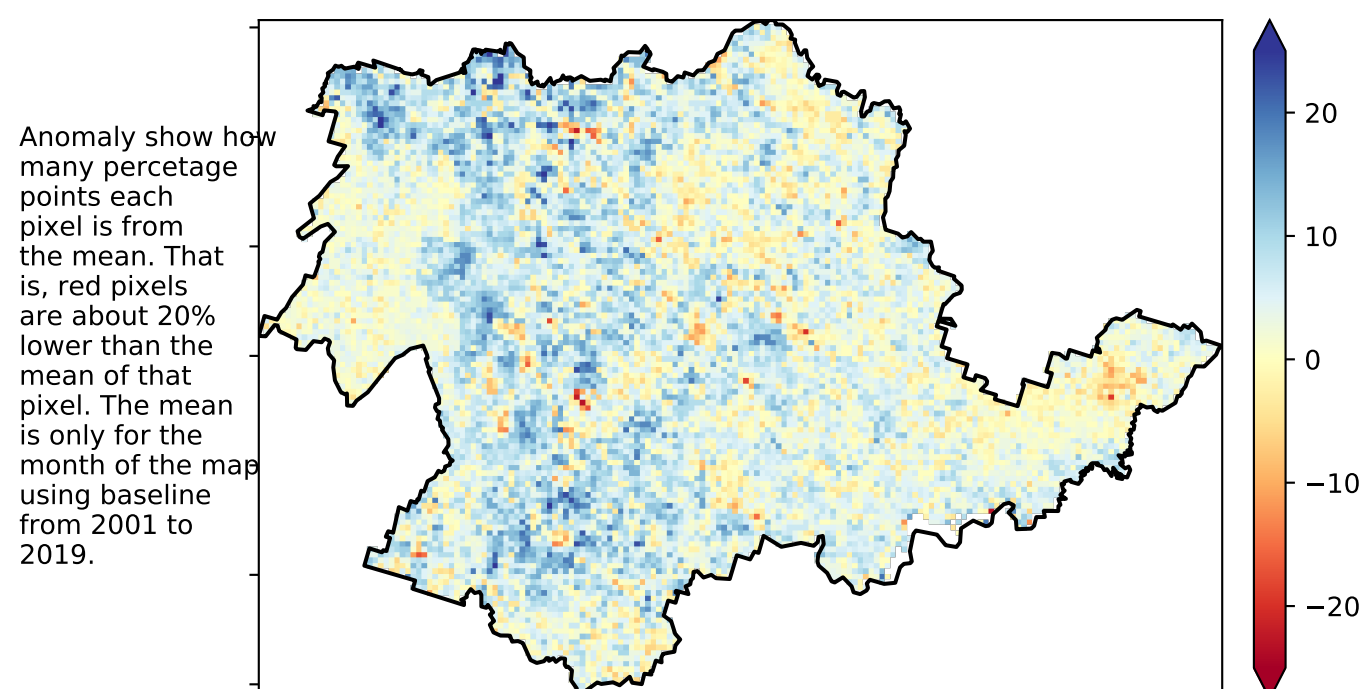 Anomaly show how
many percetage
points each
pixel is from
the mean. That
is, red pixels
are about 20%
lower than the
mean of that
pixel. The mean
is only for the
month of the map
using baseline
from 2001 to
2019.
20
10
0
−10
−20